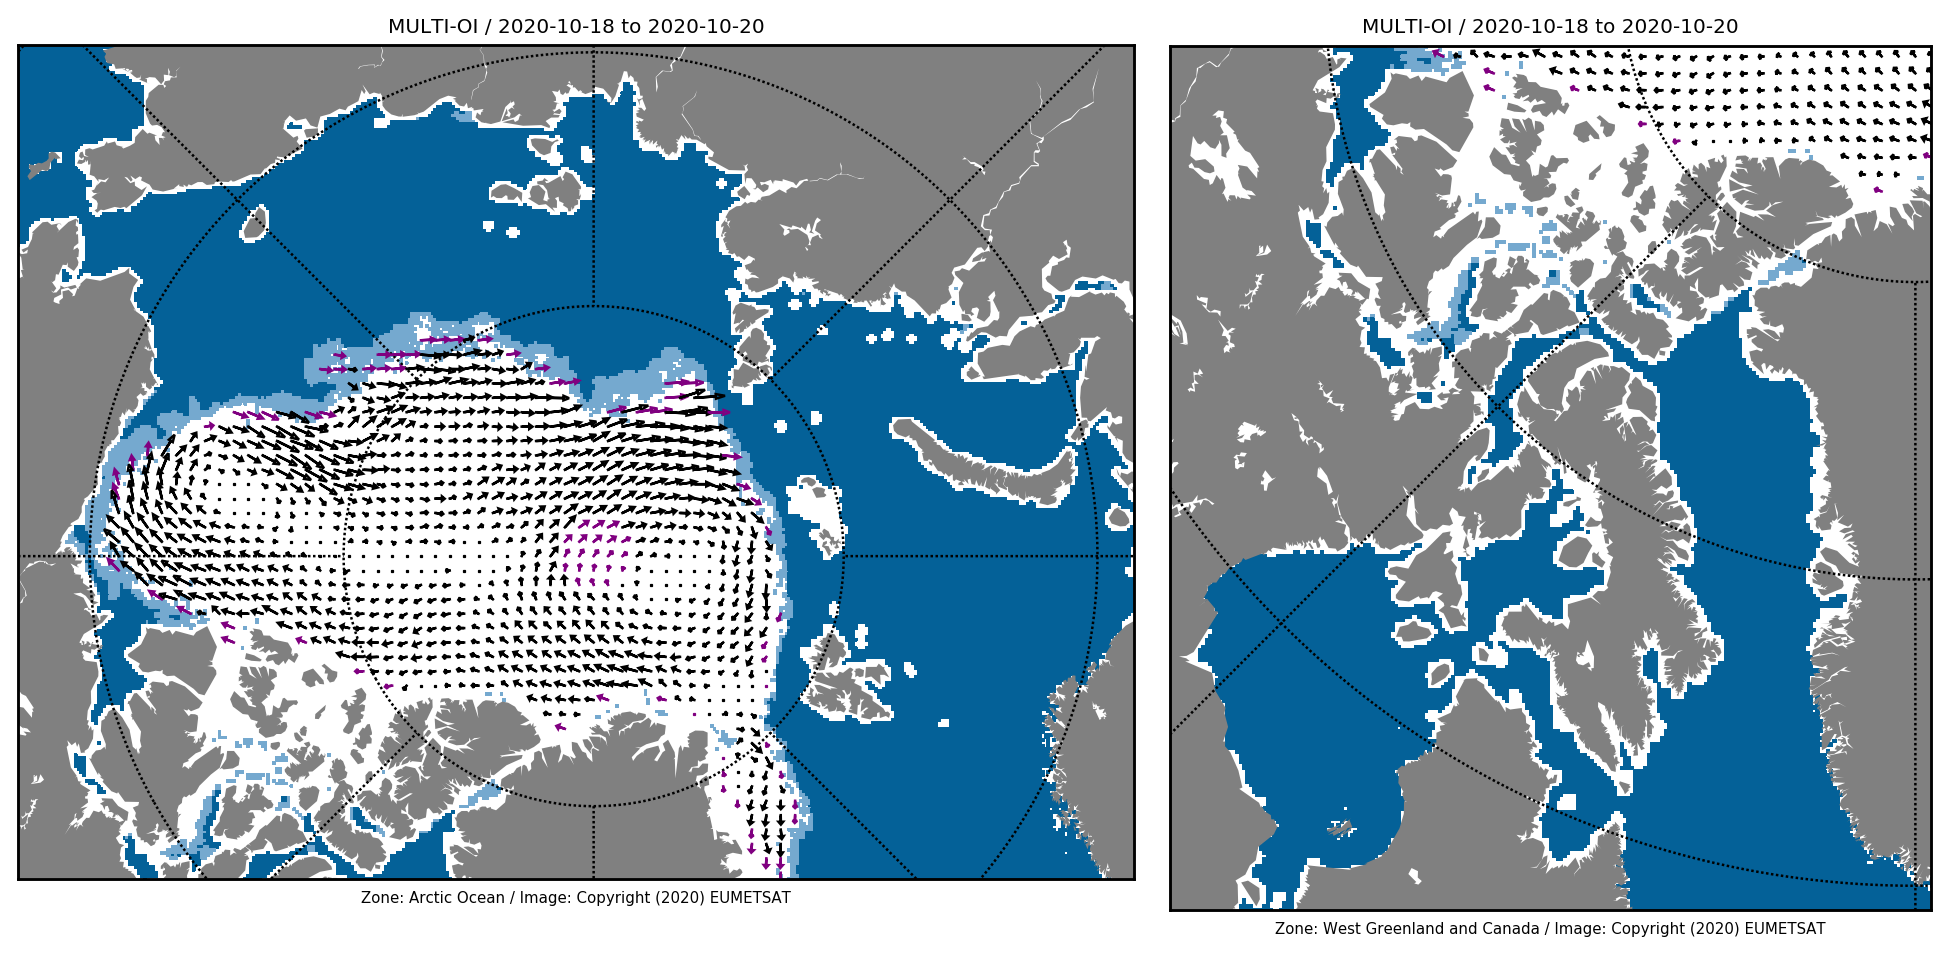 MULTI-OI / 2020-10-18 to 2020-10-20
Zone: Arctic Ocean / Image: Copyright (2020) EUMETSAT
MULTI-OI / 2020-10-18 to 2020-10-20
Zone: West Greenland and Canada / Image: Copyright (2020) EUMETSAT